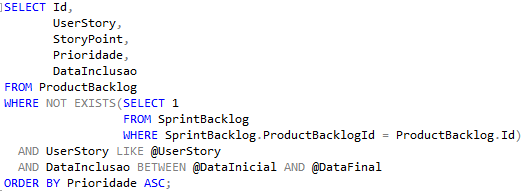 SELECT Id,
UserStory,
StoryPoint,
Prioridade,
DataInclusao
FROM ProductBacklog
WHERE NOT EXISTS(SELECT 1
FROM SprintBacklog
WHERE SprintBacklog.ProductBacklogId = ProductBacklog.Id)
AND UserStory LIKE @UserStory
AND DataInclusao BETWEEN @DataInicial AND @DataFinal
ORDER BY Prioridade ASC;